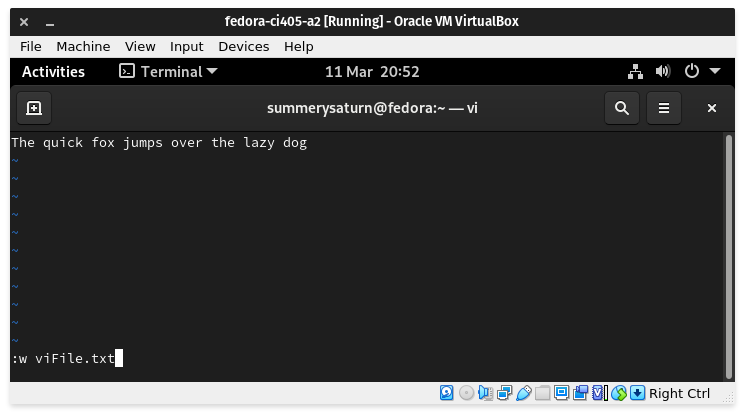 fedora-ci405-a2 [Running] - Oracle VM VirtualBox
File Machine View Input Devices Help
Activities Terminal 11 Mar 20:52
summerysaturn@fedora:~ — vi
The quick fox jumps over the lazy dog
~
~
~
~
~
~
~
~
~
~
~
:w viFile.txt
Right Ctrl